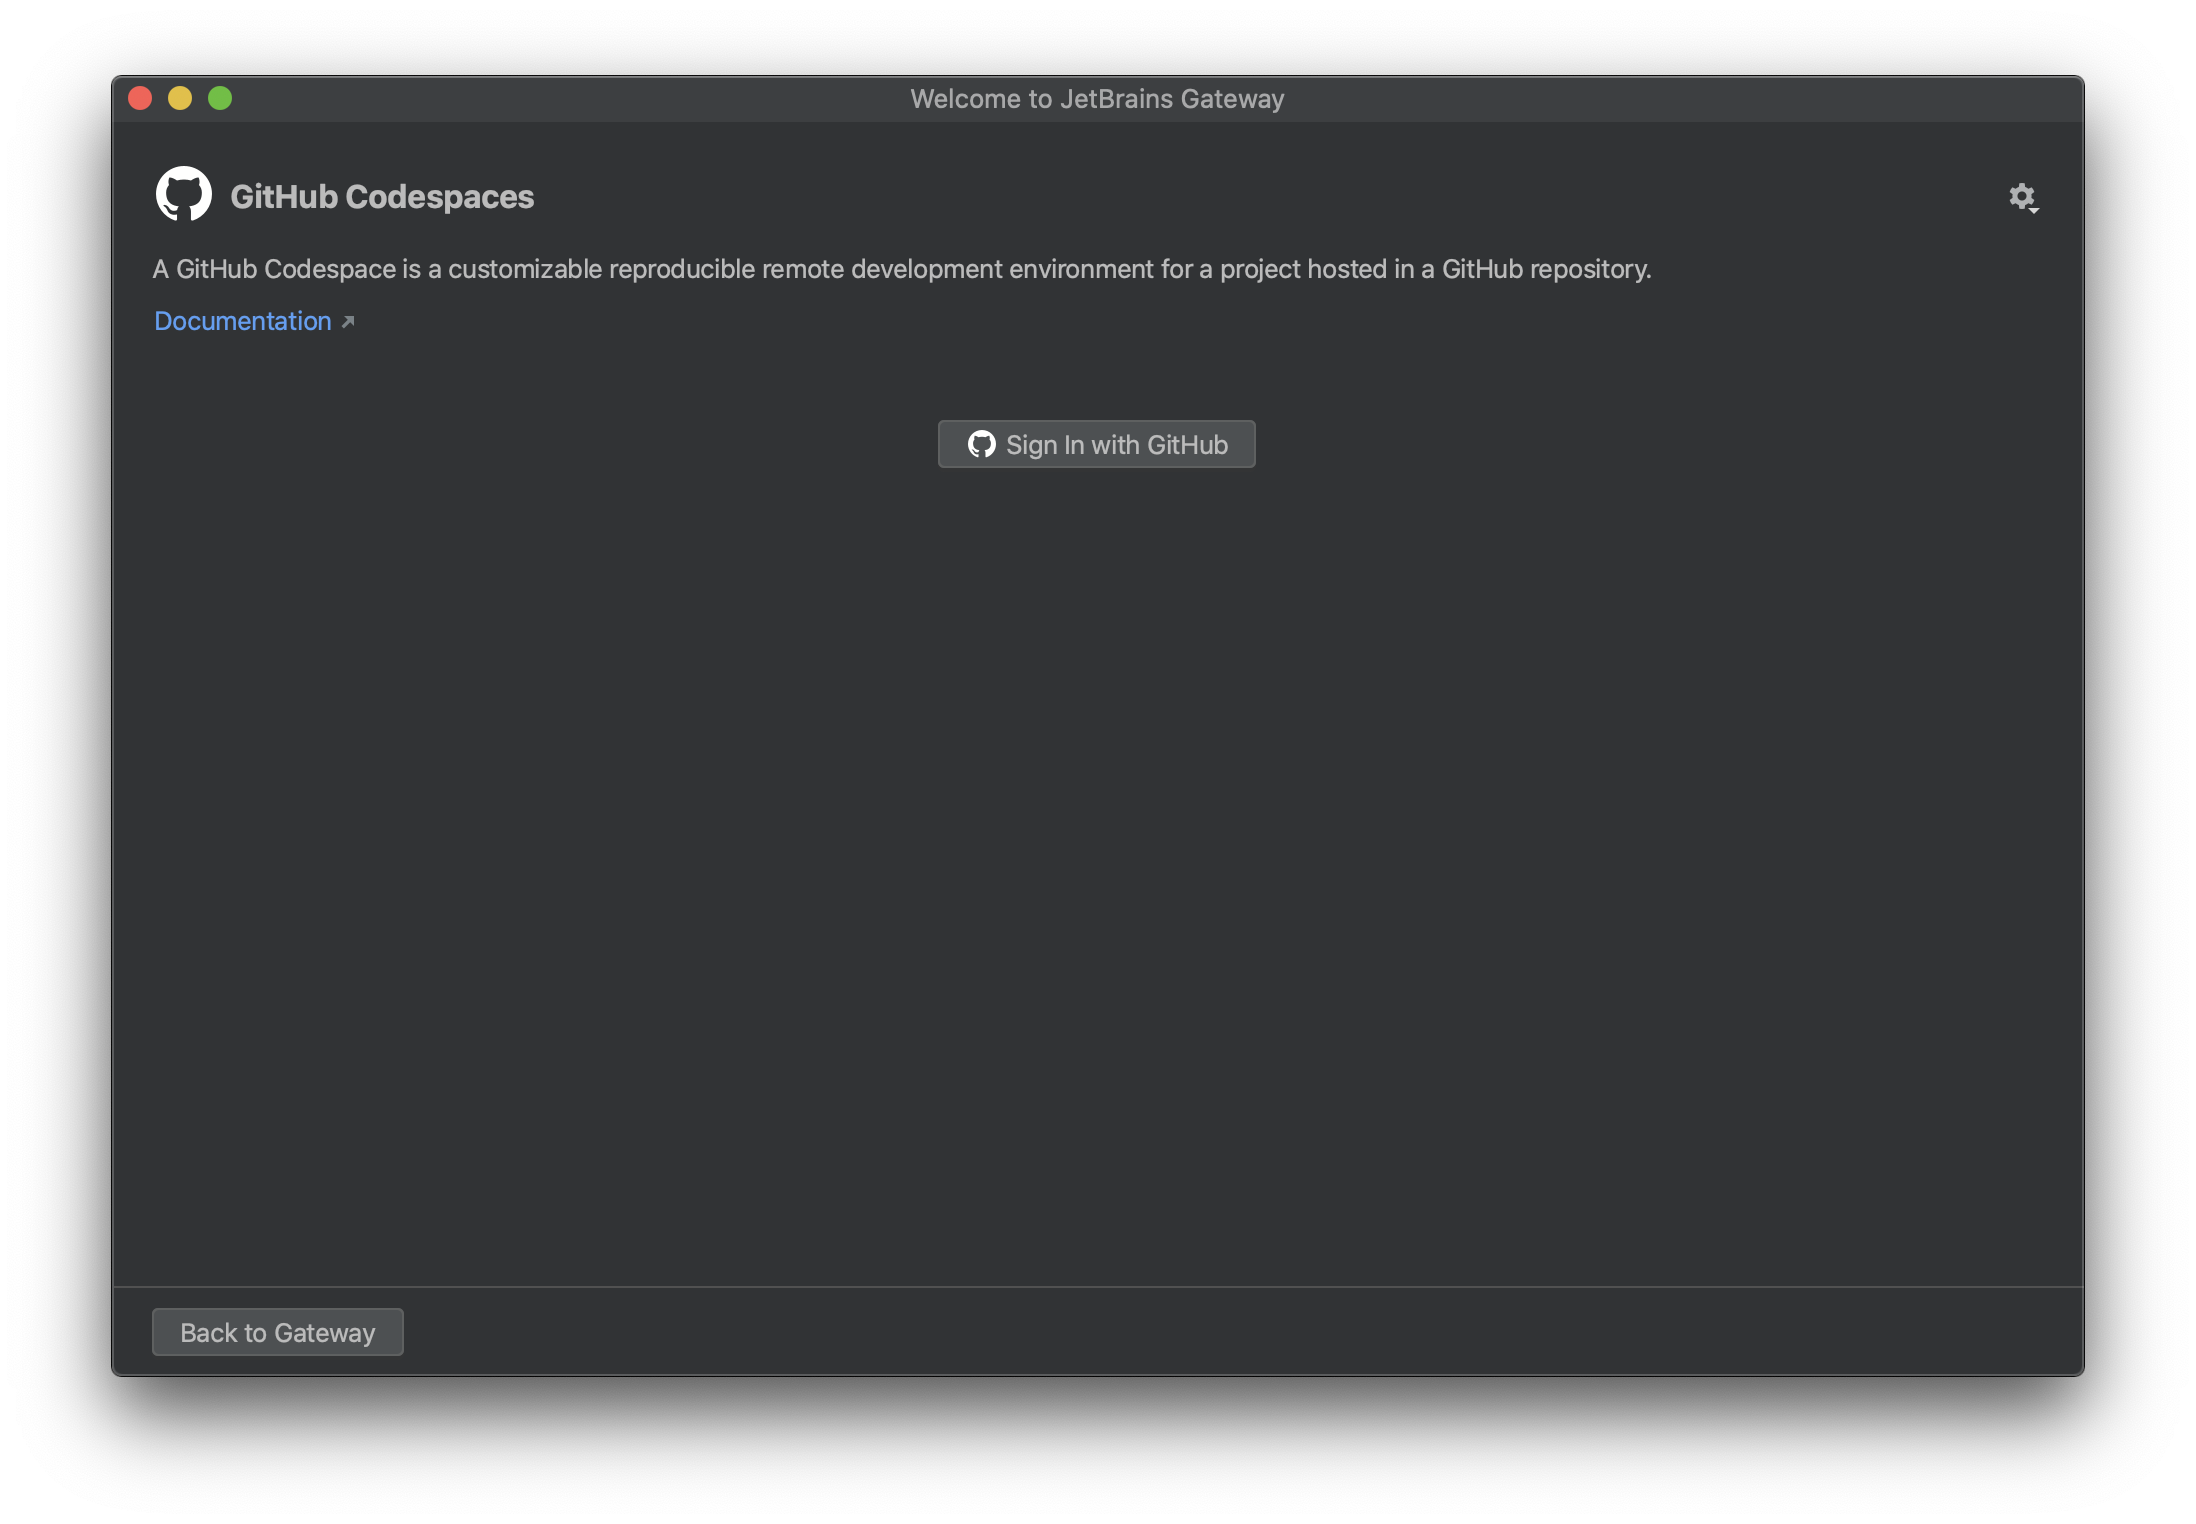 Welcome to JetBrains Gateway
GitHub Codespaces
A GitHub Codespace is a customizable reproducible remote development environment for a project hosted in a GitHub repository.
Documentation
Sign In with GitHub
Back to Gateway